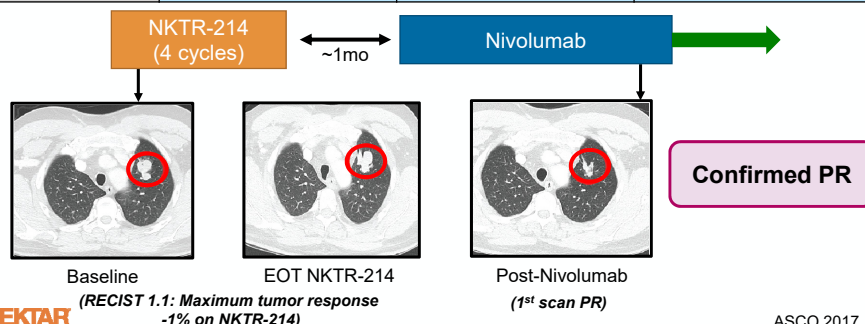 NKTR-214
(4 cycles)
~1mo
Nivolumab
Confirmed PR
Baseline
EOT NKTR-214
Post-Nivolumab
(RECIST 1.1: Maximum tumor response
-1% on NKTR-214)
(1st scan PR)
EKTAR
ASCO 2017